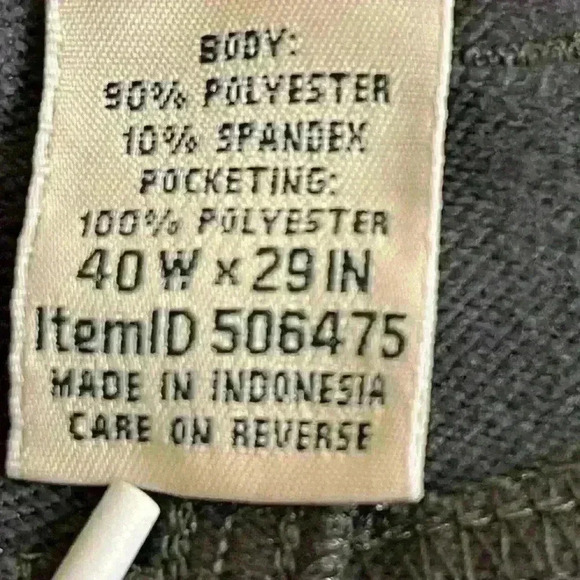 BODY:
90% POLYESTER
10% SPANDEX
POCKETING:
100% POLYESTER
40 W x 29 IN
ItemID 506475
MADE IN INDONESIA
CARE ON REVERSE